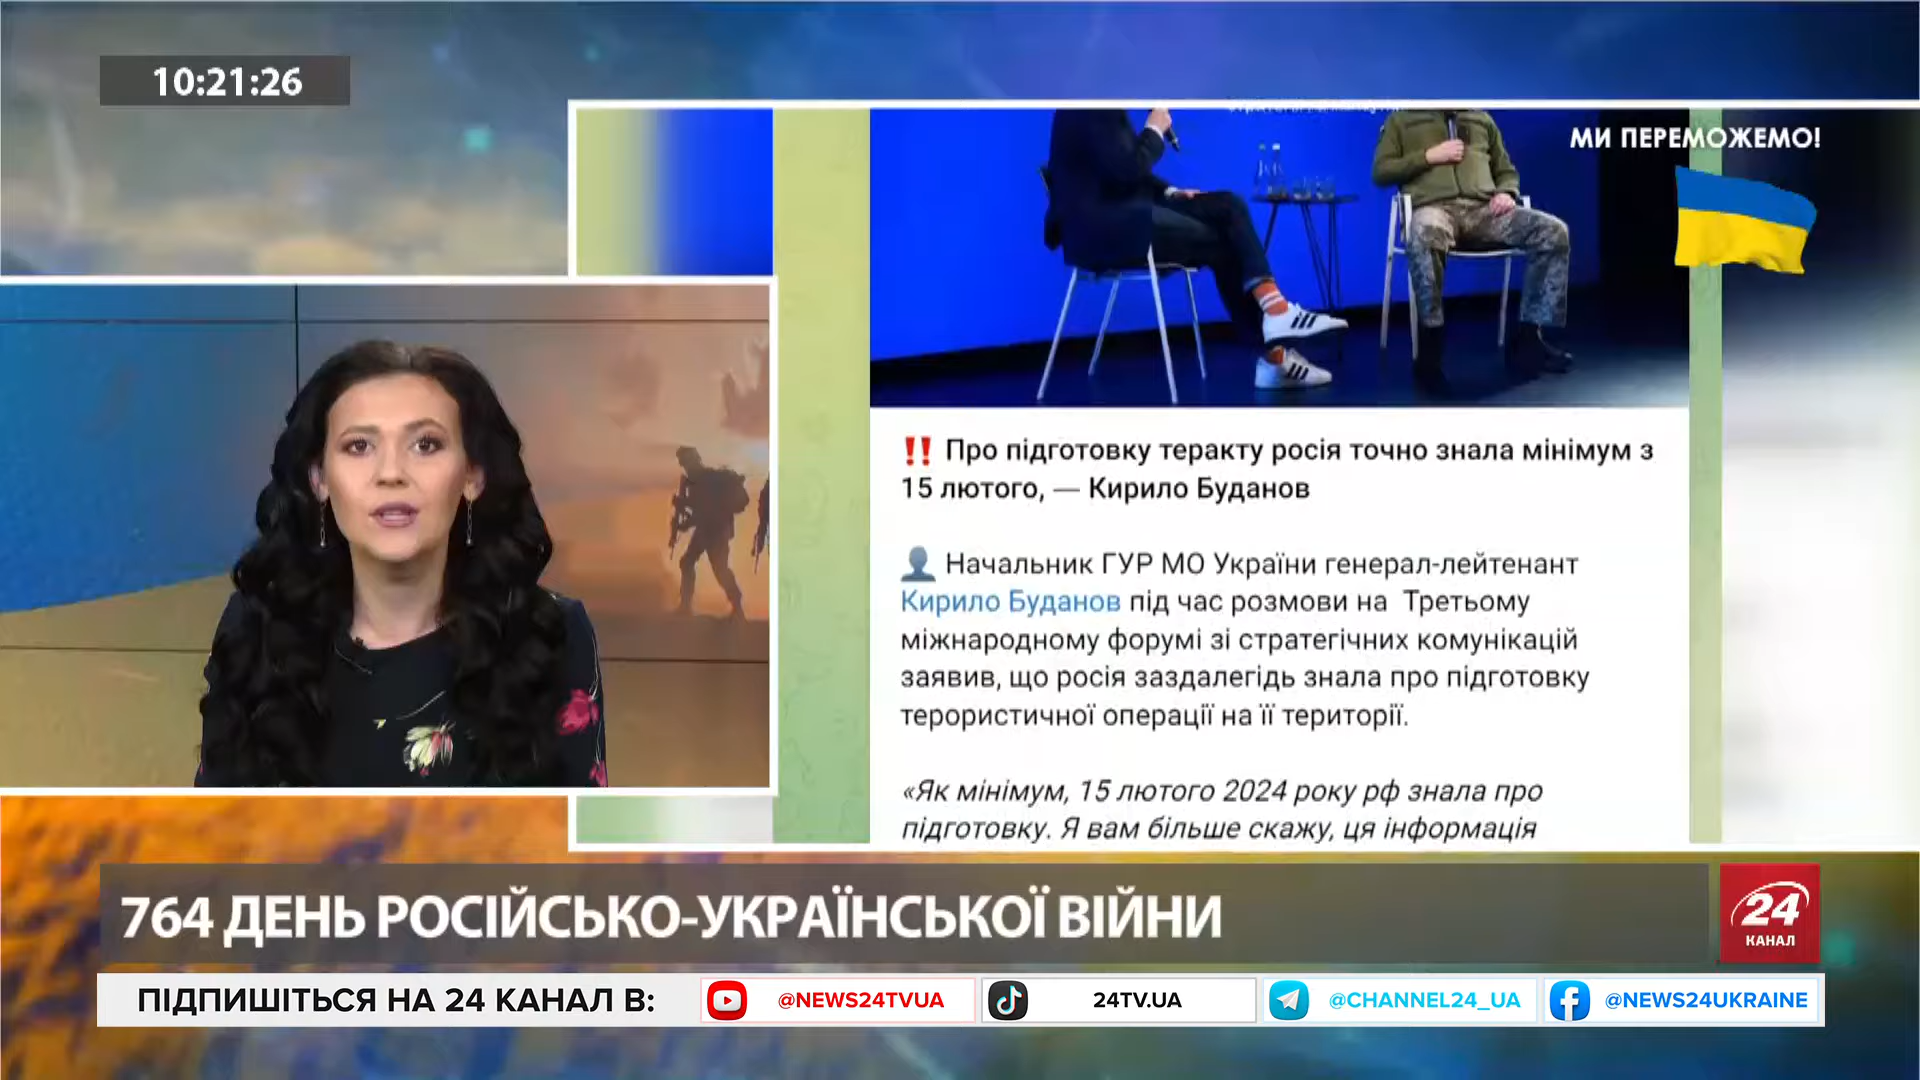 10:21:26
МИ ПЕРЕМОЖЕМО!
‼ Про підготовку теракту росія точно знала мінімум з
15 лютого, — Кирило Буданов
👤 Начальник ГУР МО України генерал-лейтенант
Кирило Буданов під час розмови на Третьому
міжнародному форумі зі стратегічних комунікацій
заявив, що росія заздалегідь знала про підготовку
терористичної операції на її території.
«Як мінімум, 15 лютого 2024 року рф знала про
підготовку. Я вам більше скажу, ця інформація
764 ДЕНЬ РОСІЙСЬКО-УКРАЇНСЬКОЇ ВІЙНИ
24
КАНАЛ
ПІДПИШІТЬСЯ НА 24 КАНАЛ В:
@NEWS24TVUA
24TV.UA
@CHANNEL24_UA
@NEWS24UKRAINE